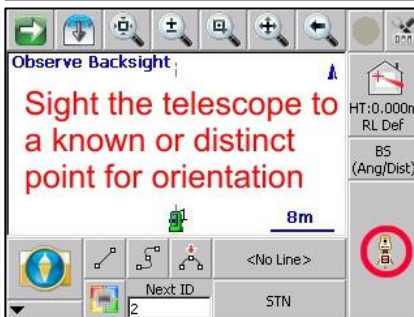 Observe Backsight
Sight the telescope to
a known or distinct
point for orientation
8m
HT:0.000m
RL Def
BS
(Ang/Dist)
<No Line>
Next ID
2
STN